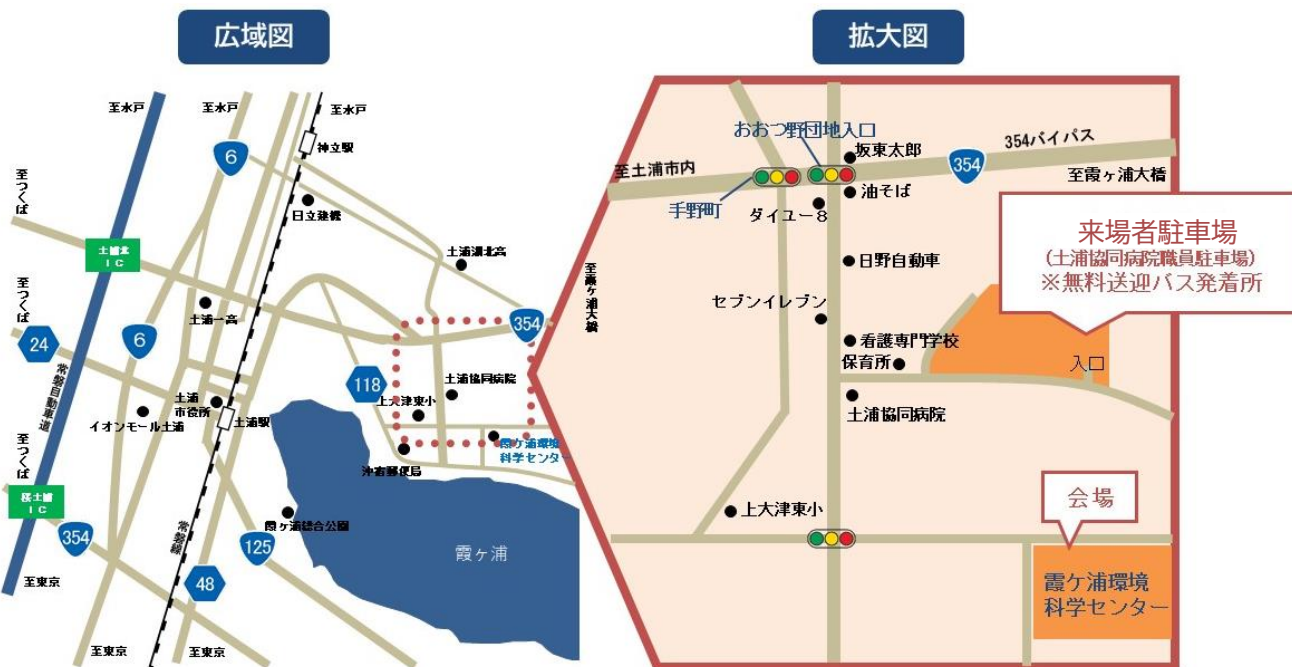 広域図
拡大図
至水戸
至水戸
至水戸
神立駅
6
至つくば
日立建機
土浦北
IC
土浦湖北高
至霞ヶ浦大橋
至つくば
土浦一高
354
6
24
常磐自動車道
118
土浦協同病院
土浦
市役所
上大津東小
イオンモール土浦
土浦駅
至つくば
霞ケ浦環境
科学センター
沖宿郵便局
桜土浦
IC
354
常磐線
霞ヶ浦総合公園
125
霞ヶ浦
至東京
48
至東京
至東京
おおつ野団地入口
354バイパス
坂東太郎
至土浦市内
354
至霞ヶ浦大橋
手野町
ダイユー8
油そば
来場者駐車場
(土浦協同病院職員駐車場)
※無料送迎バス発着所
日野自動車
セブンイレブン
看護専門学校
保育所
入口
土浦協同病院
上大津東小
会場
霞ケ浦環境
科学センター